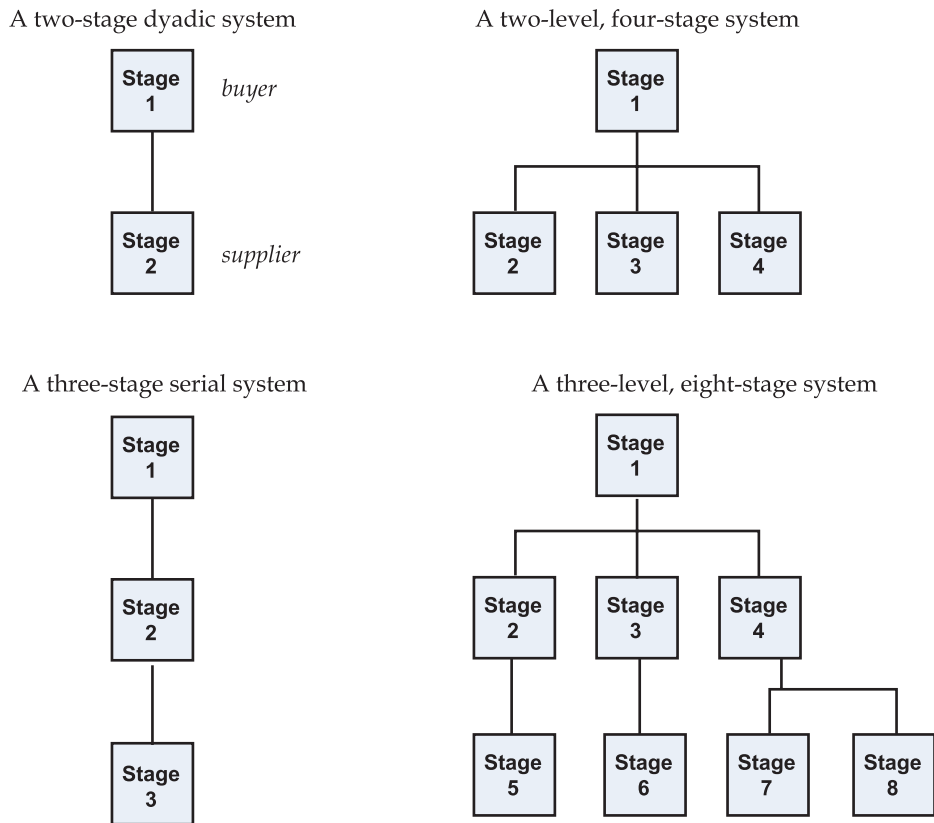 A two-stage dyadic system
Stage
1
buyer
Stage
2
supplier
A two-level, four-stage system
Stage
1
Stage
2
Stage
3
Stage
4
A three-stage serial system
Stage
1
Stage
2
Stage
3
A three-level, eight-stage system
Stage
1
Stage
2
Stage
3
Stage
4
Stage
5
Stage
6
Stage
7
Stage
8